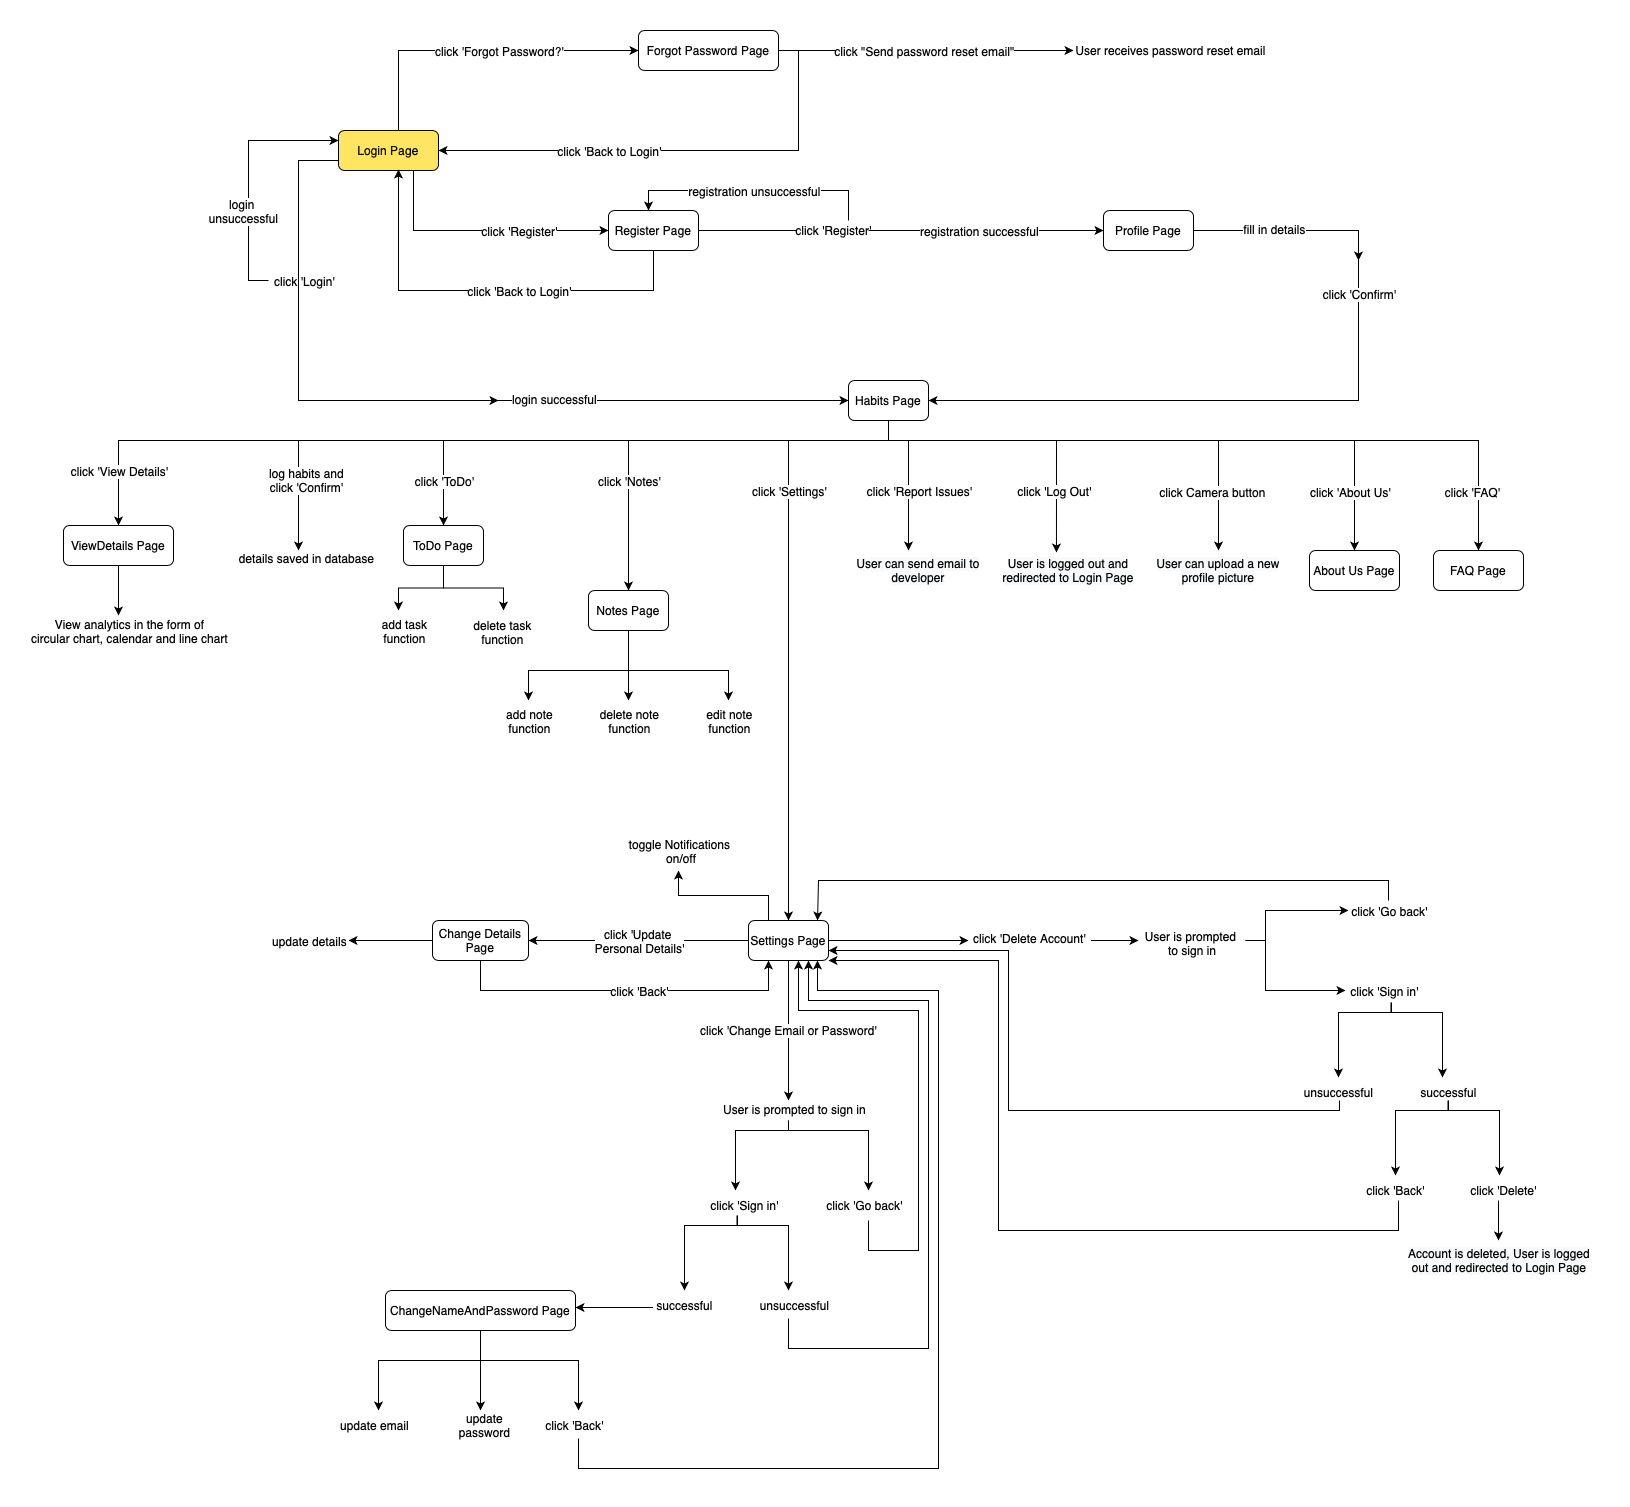 click 'Forgot Password?'
Forgot Password Page
click "Send password reset email"
User receives password reset email
Login Page
click 'Back to Login'
login
unsuccessful
registration unsuccessful
click 'Register'
Register Page
click 'Register'
registration successful
Profile Page
fill in details
click 'Login'
click 'Back to Login'
click 'Confirm'
login successful
Habits Page
click 'View Details'
log habits and
click 'Confirm'
click 'ToDo'
click 'Notes'
click 'Settings'
click 'Report Issues'
click 'Log Out'
click Camera button
click 'About Us'
click 'FAQ'
ViewDetails Page
details saved in database
ToDo Page
User can send email to
developer
User is logged out and
redirected to Login Page
User can upload a new
profile picture
About Us Page
FAQ Page
View analytics in the form of
circular chart, calendar and line chart
add task
function
delete task
function
Notes Page
add note
function
delete note
function
edit note
function
toggle Notifications
on/off
update details
Change Details
Page
click 'Update
Personal Details'
Settings Page
click 'Delete Account'
User is prompted
to sign in
click 'Go back'
click 'Back'
click 'Sign in'
click 'Change Email or Password'
unsuccessful
successful
User is prompted to sign in
click 'Back'
click 'Delete'
click 'Sign in'
click 'Go back'
Account is deleted, User is logged
out and redirected to Login Page
ChangeNameAndPassword Page
successful
unsuccessful
update email
update
password
click 'Back'